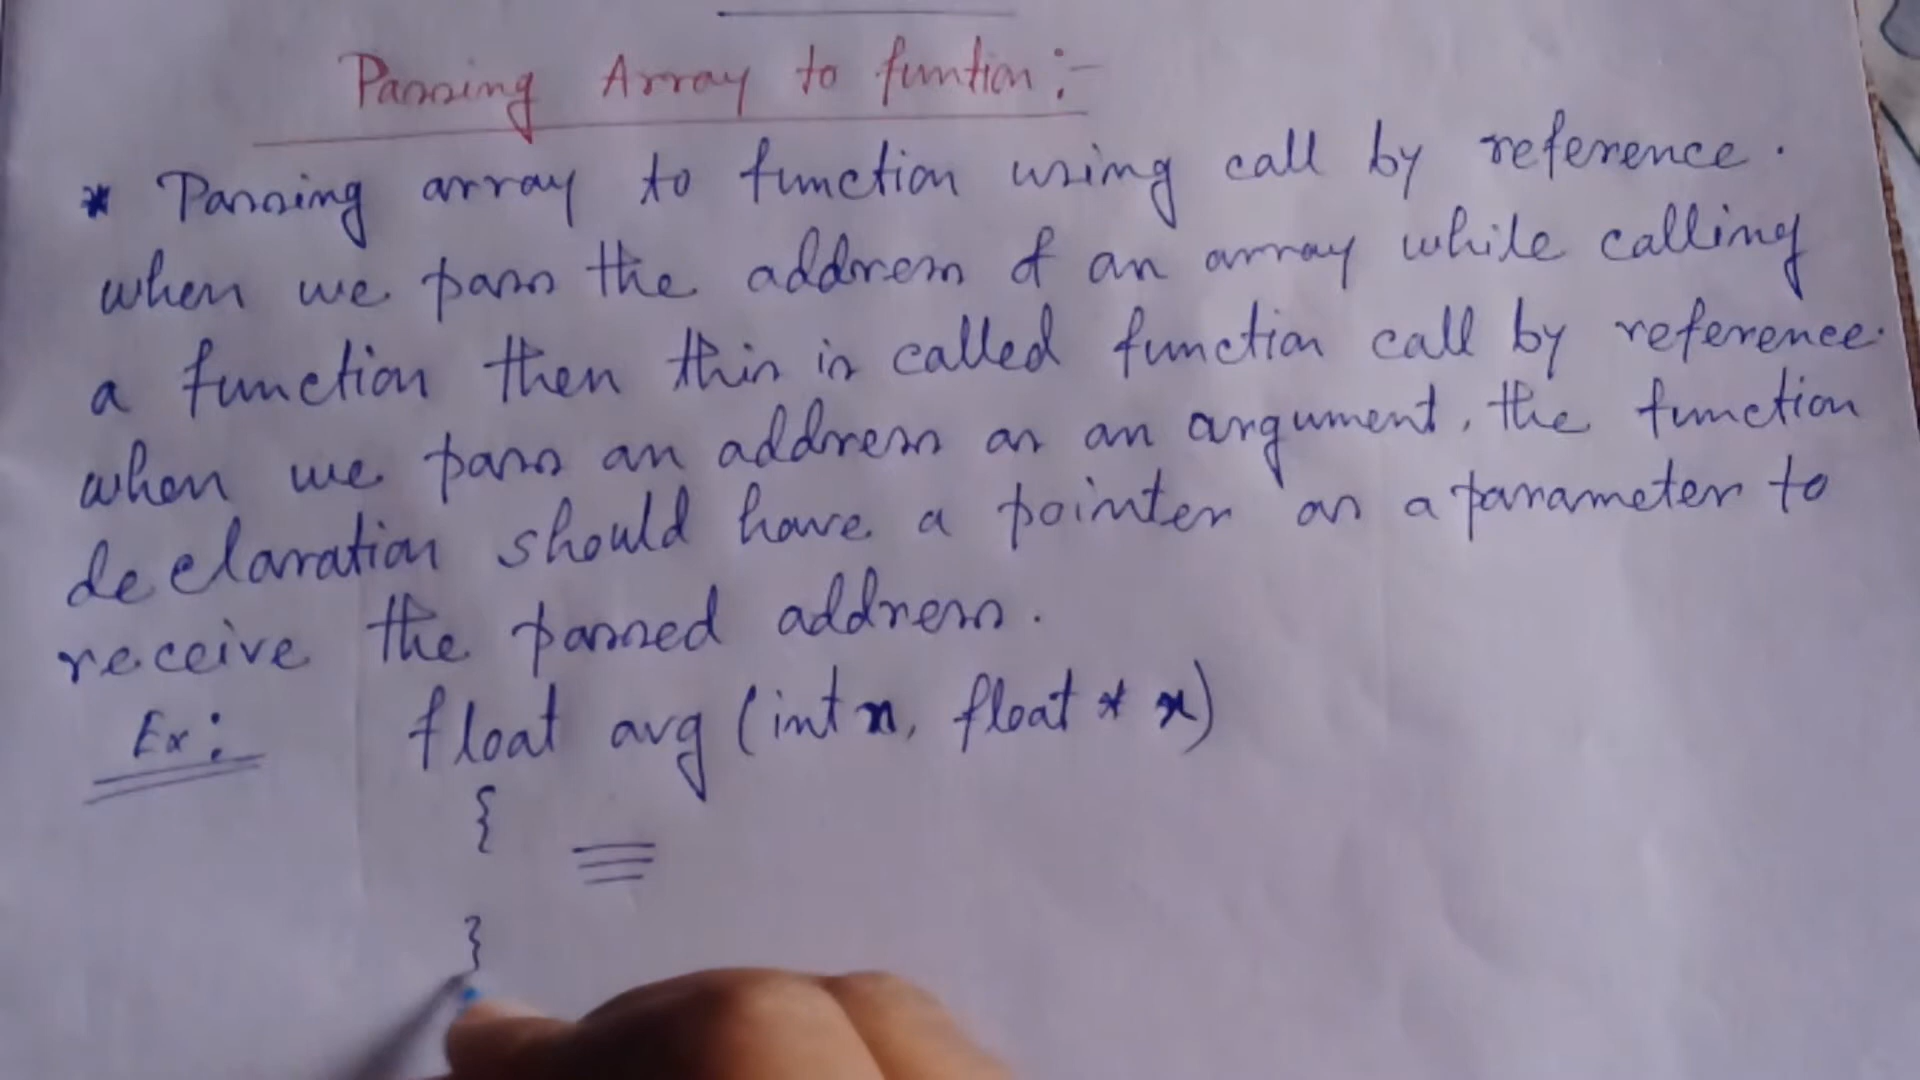 Passing Array to funtion :-
* Passing array to function using call by reference.
when we pass the address of an array while calling
a function then this is called function call by reference.
when we pass an address as an argument, the function
declaration should have a pointer as a parameter to
receive the passed address.
Ex: float avg (int n, float * x)
{
}